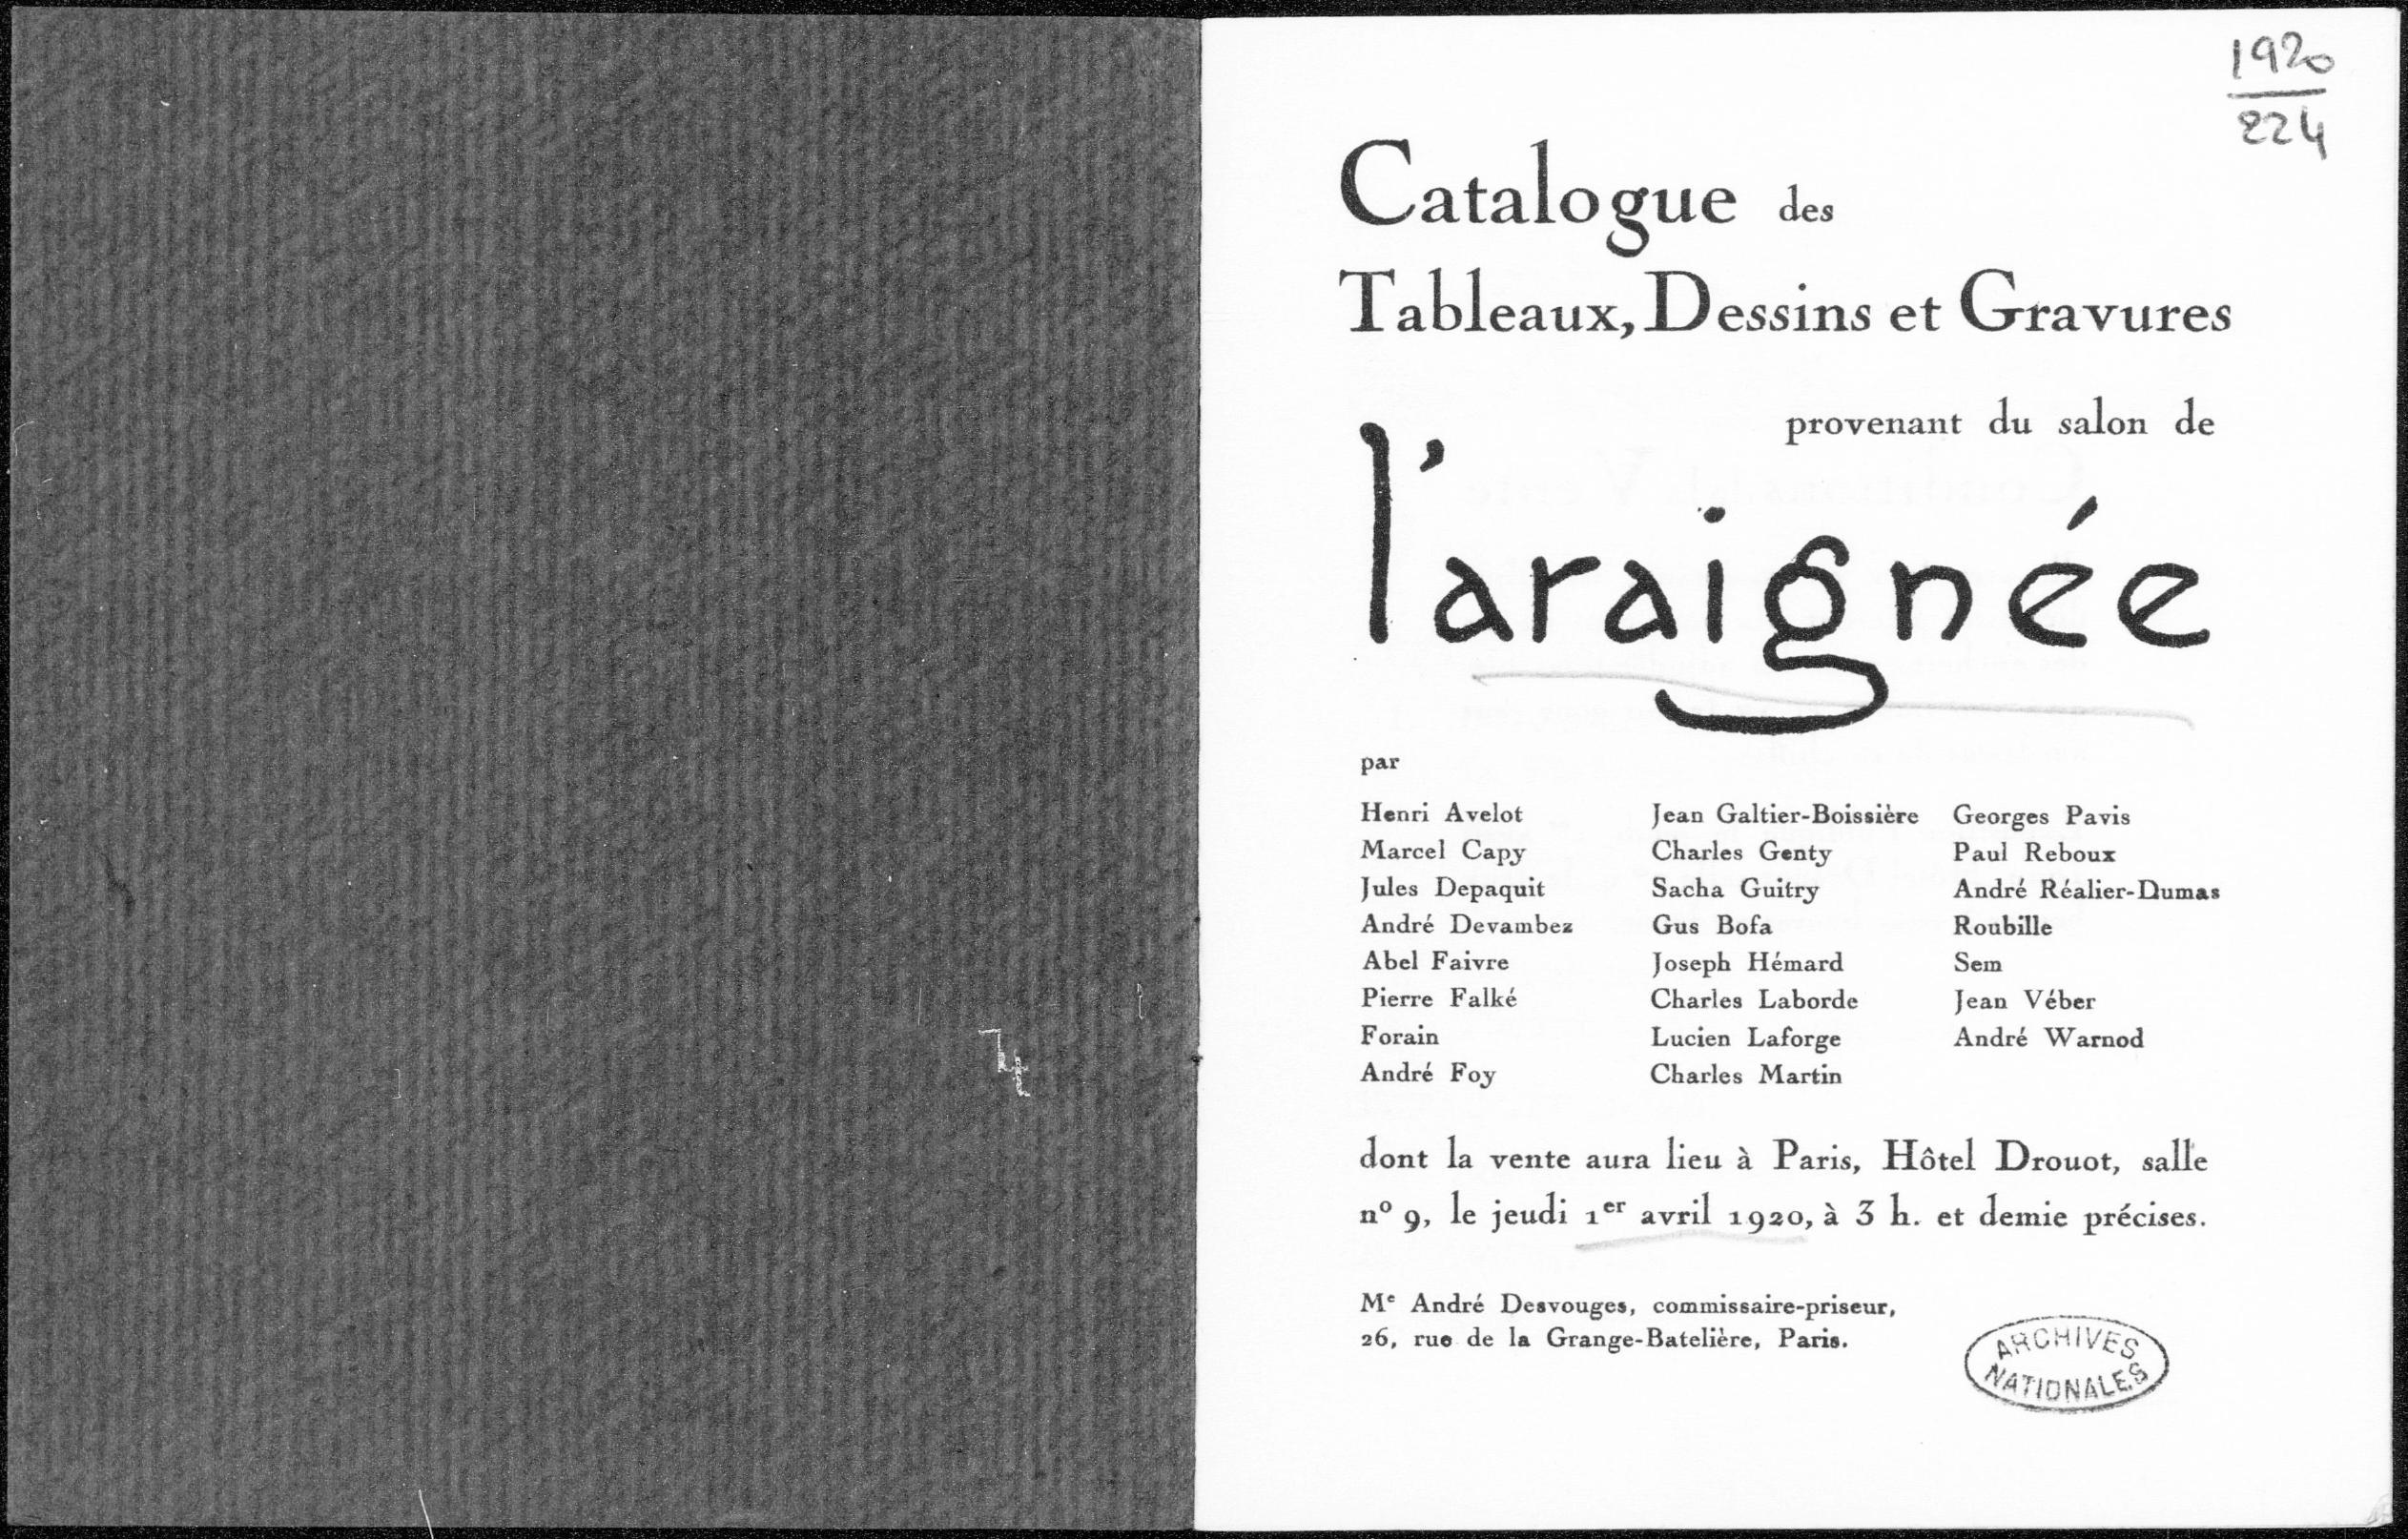 1920
224
Catalogue des
Tableaux, Dessins et Gravures
provenant du salon de
l'araignée
par
Henri Avelot
Marcel Capy
Jules Depaquit
André Devambez
Abel Faivre
Pierre Falké
Forain
André Foy
Jean Galtier-Boissière
Charles Genty
Sacha Guitry
Gus Bofa
Joseph Hémard
Charles Laborde
Lucien Laforge
Charles Martin
Georges Pavis
Paul Reboux
André Réalier-Dumas
Roubille
Sem
Jean Véber
André Warnod
dont la vente aura lieu à Paris, Hôtel Drouot, salle
nº 9, le jeudi 1er avril 1920, à 3 h. et demie précises.
Me André Desvouges, commissaire-priseur,
26, rue de la Grange-Batelière, Paris.
ARCHIVES
NATIONALES